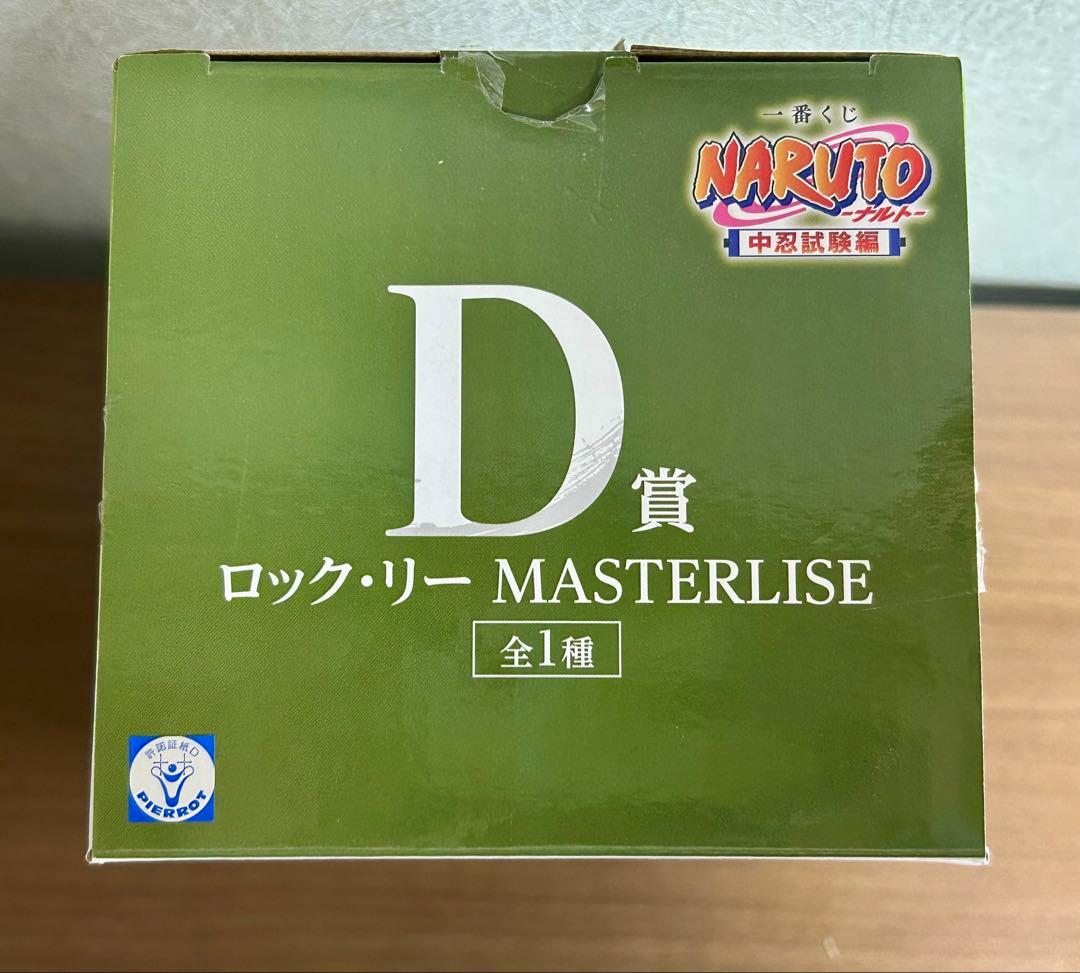 一番くじ
NARUTO
-ナルト-
中忍試験編
D賞
ロック・リー MASTERLISE
全1種
許諾証紙D
PIERROT